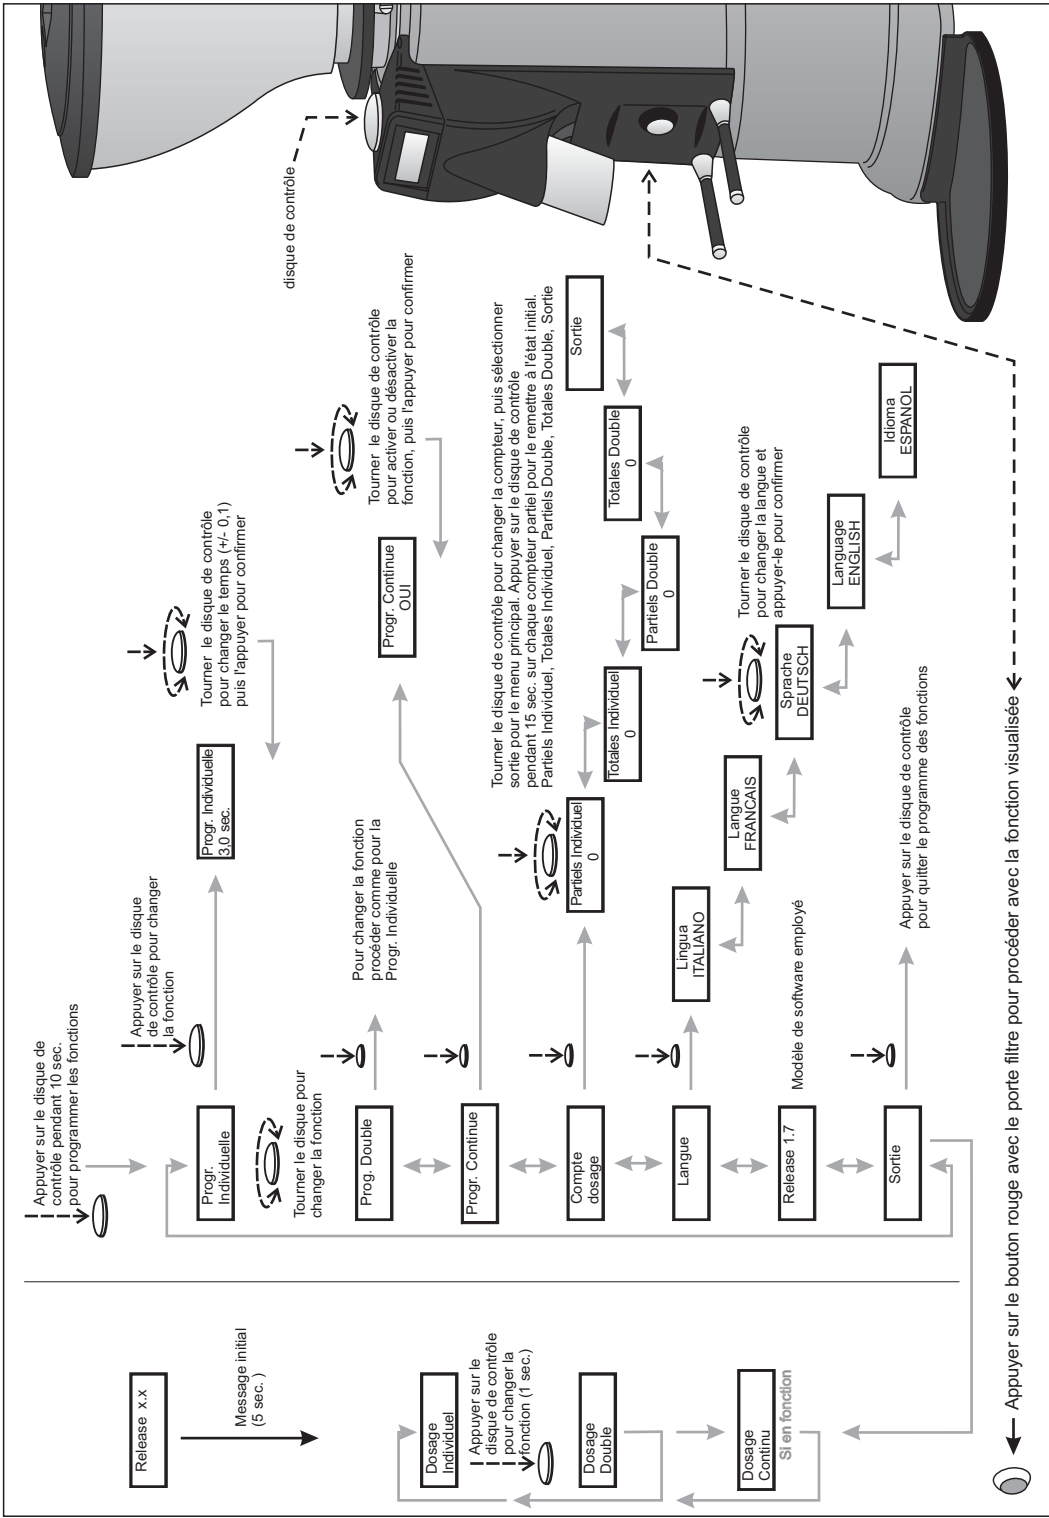 Release x.x
Message initial
(5 sec. )
Dosage
Individuel
Appuyer sur le
disque de contrôle
pour changer la
fonction (1 sec.)
Dosage
Double
Dosage
Continu
Si en fonction
Appuyer sur le disque de
contrôle pendant 10 sec.
pour programmer les fonctions
Progr.
Individuelle
Tourner le disque pour
changer la fonction
Prog. Double
Progr. Continue
Compte
dosage
Langue
Release 1.7
Sortie
Appuyer sur le disque
de contrôle pour changer
la fonction
Progr. Individuelle
3,0 sec.
Tourner  le disque de contrôle
pour changer le temps (+/- 0,1)
puis l'appuyer pour confirmer
Pour changer la fonction
procéder comme pour la
Progr. Individuelle
Progr. Continue
OUI
Tourner  le disque de contrôle
pour activer ou désactiver la
fonction, puis l'appuyer pour confirmer
disque de contrôle
Tourner le disque de contrôle pour changer la compteur, puis sélectionner
sortie pour le menu principal. Appuyer sur le disque de contrôle
pendant 15 sec. sur chaque compteur partiel pour le remettre à l'état initial.
Partiels Individuel, Totales Individuel, Partiels Double, Totales Double, Sortie
Partiels Individuel
0
Totales Individuel
0
Partiels Double
0
Totales Double
0
Sortie
Lingua
ITALIANO
Langue
FRANCAIS
Sprache
DEUTSCH
Language
ENGLISH
Idioma
ESPANOL
Tourner le disque de contrôle
pour changer la langue et
appuyer-le pour confirmer
Modèle de software employé
Appuyer sur le disque de contrôle
pour quitter le programme des fonctions
Appuyer sur le bouton rouge avec le porte filtre pour procéder avec la fonction visualisée